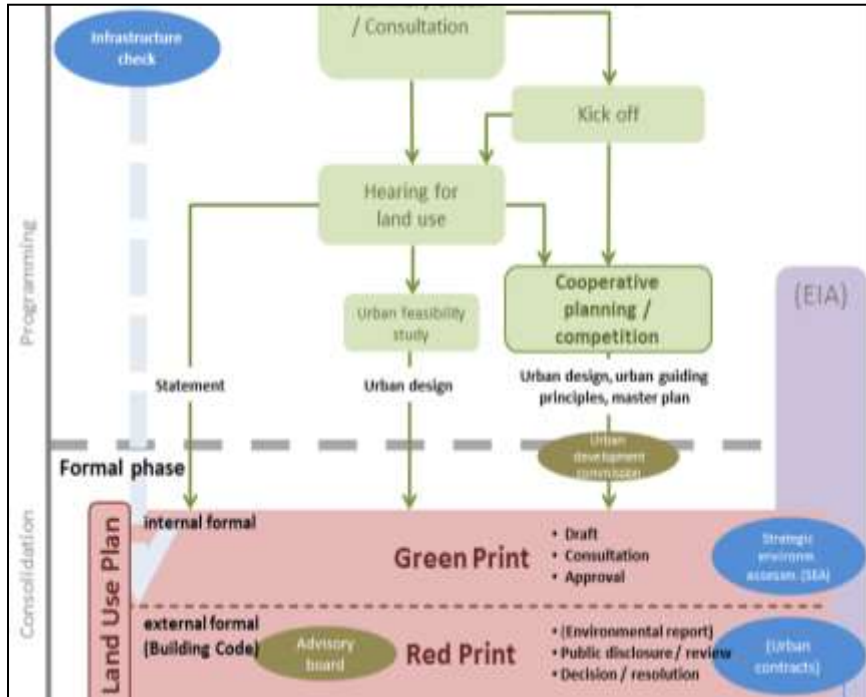 Infrastructure
check
/ Consultation
Kick off
Hearing for
land use
Programming
Urban feasibility
study
Cooperative
planning /
competition
(EIA)
Statement
Urban design
Urban design, urban guiding
principles, master plan
Urban
development
commission
Formal phase
Consolidation
Land Use Plan
internal formal
Green Print
• Draft
• Consultation
• Approval
Strategic
environm.
assessm. (SEA)
external formal
(Building Code)
Advisory
board
Red Print
• (Environmental report)
• Public disclosure / review
• Decision / resolution
(Urban
contracts)